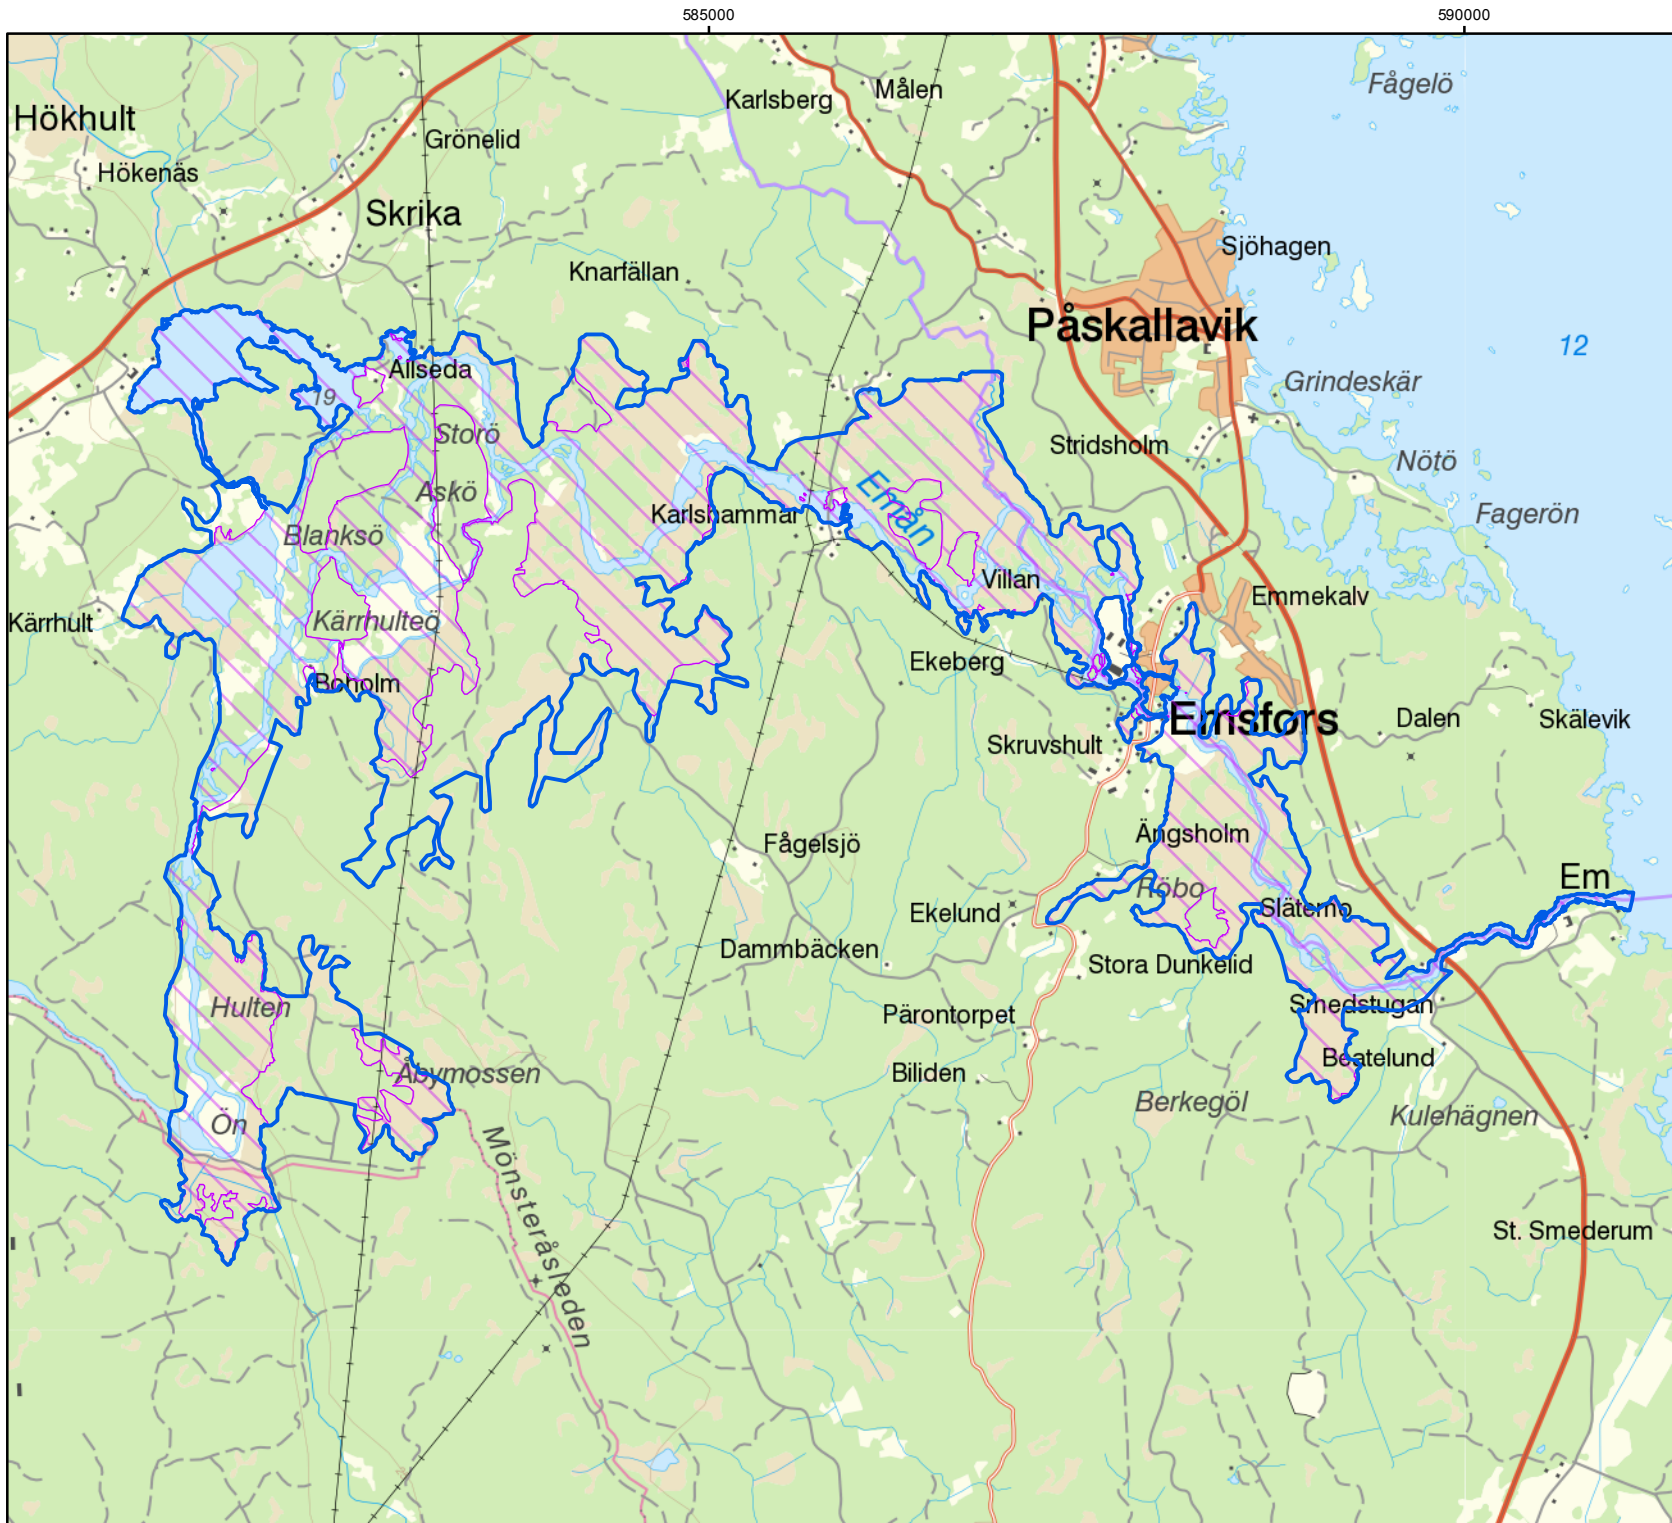 585000
590000
Fågelö
Målen
Karlsberg
Hökhult
Grönelid
Hökenäs
Skrika
Sjöhagen
Knarfällan
Påskallavik
12
Allseda
Grindeskär
19
Storö
Stridsholm
Nötö
Askö
Emån
Karlshammar
Fagerön
Blanksö
Villan
Emmekalv
Kärrhult
Kärrhulteö
Ekeberg
Boholm
Emsfors
Dalen
Skälevik
Skruvshult
Ängsholm
Fågelsjö
Em
Röbo
Slätemo
Ekelund
Dammbäcken
Stora Dunkelid
Hulten
Smedstugan
Pärontorpet
Beatelund
Åbymossen
Biliden
Berkegöl
Kulehägnen
Ön
Mönsteråsleden
St. Smederum